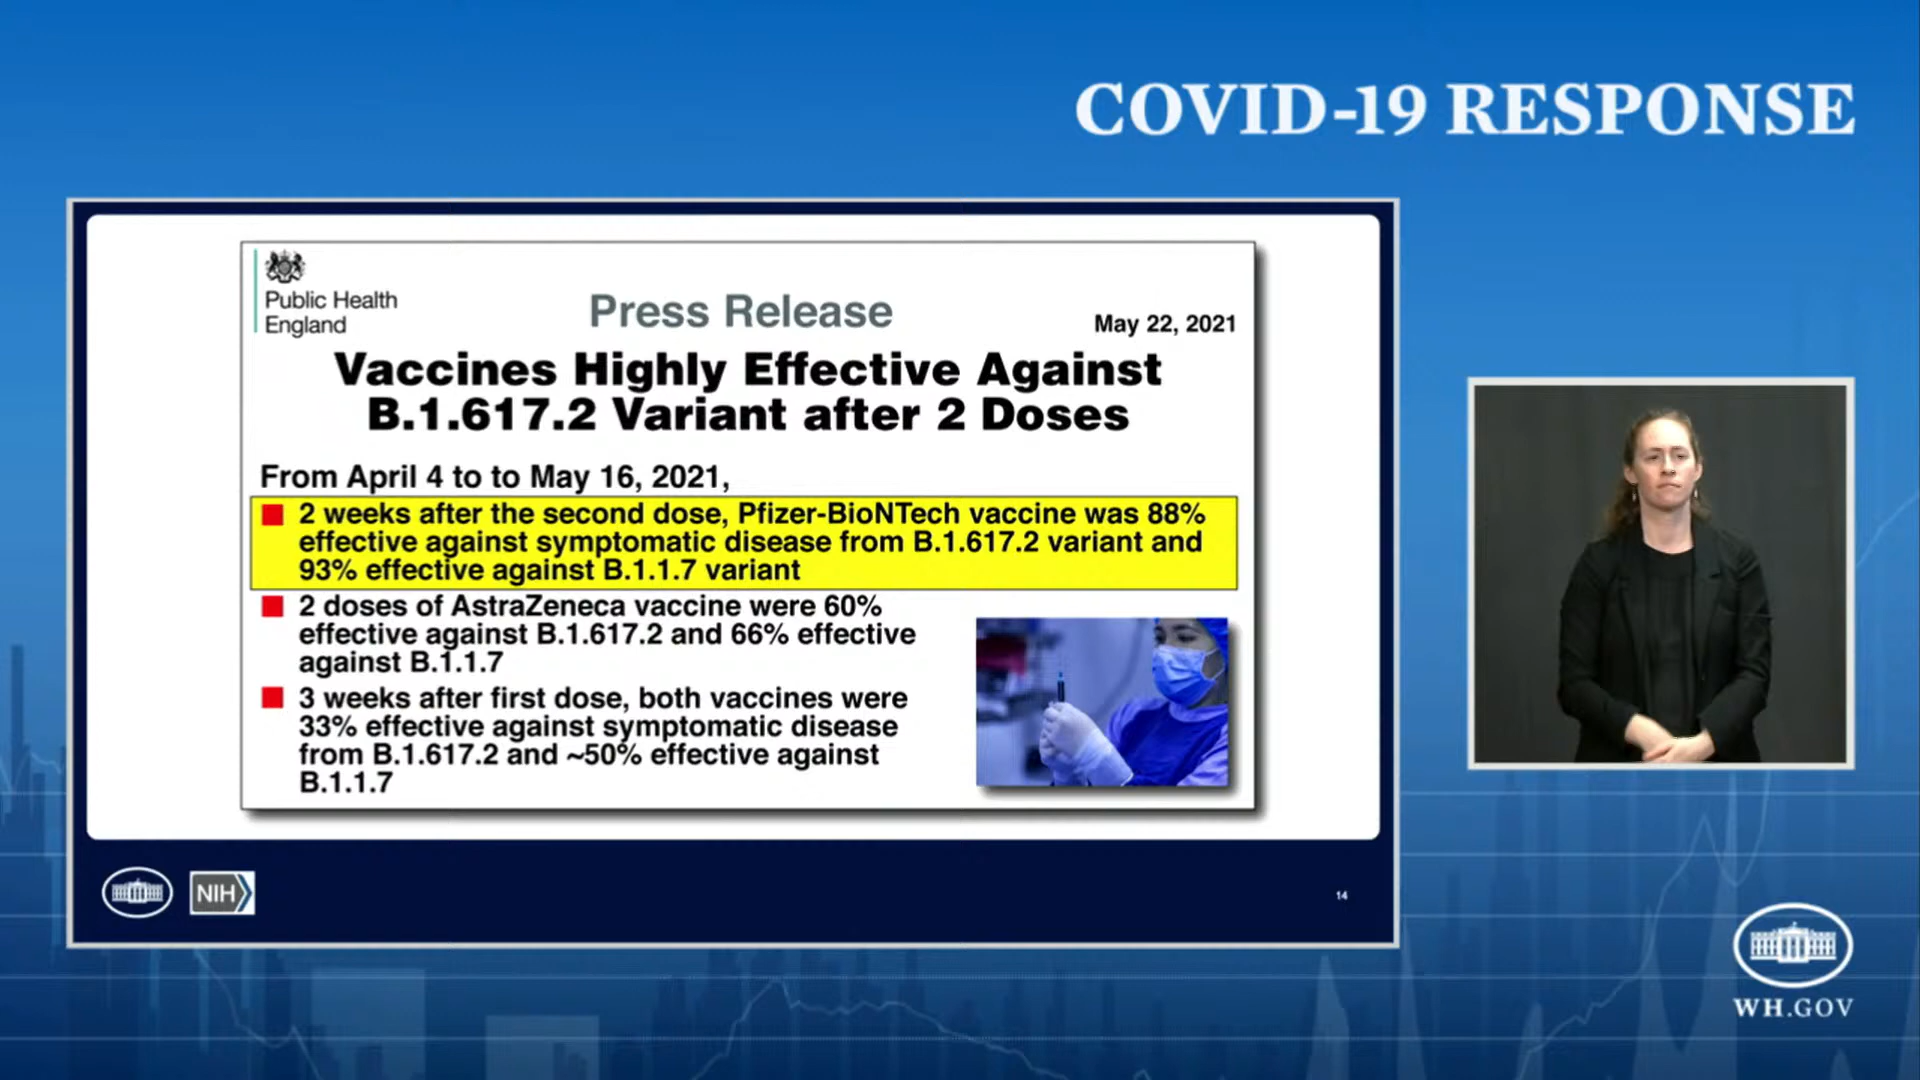 COVID-19 RESPONSE
Public Health
England
Press Release
May 22, 2021
Vaccines Highly Effective Against
B.1.617.2 Variant after 2 Doses
From April 4 to to May 16, 2021,
2 weeks after the second dose, Pfizer-BioNTech vaccine was 88%
effective against symptomatic disease from B.1.617.2 variant and
93% effective against B.1.1.7 variant
2 doses of AstraZeneca vaccine were 60%
effective against B.1.617.2 and 66% effective
against B.1.1.7
3 weeks after first dose, both vaccines were
33% effective against symptomatic disease
from B.1.617.2 and ~50% effective against
B.1.1.7
NIH
14
WH.GOV